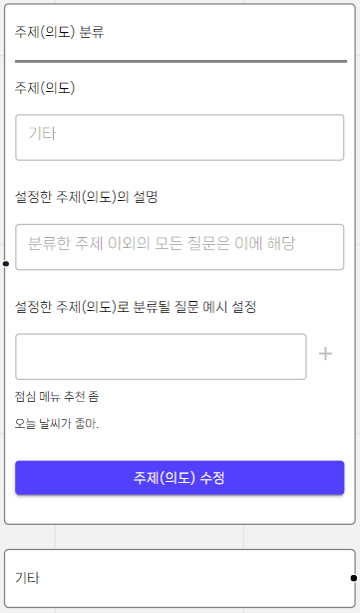 주제(의도) 분류
주제(의도)
기타
설정한 주제(의도)의 설명
분류한 주제 이외의 모든 질문은 이에 해당
설정한 주제(의도)로 분류될 질문 예시 설정
+
점심 메뉴 추천 좀
오늘 날씨가 좋아.
주제(의도) 수정
기타